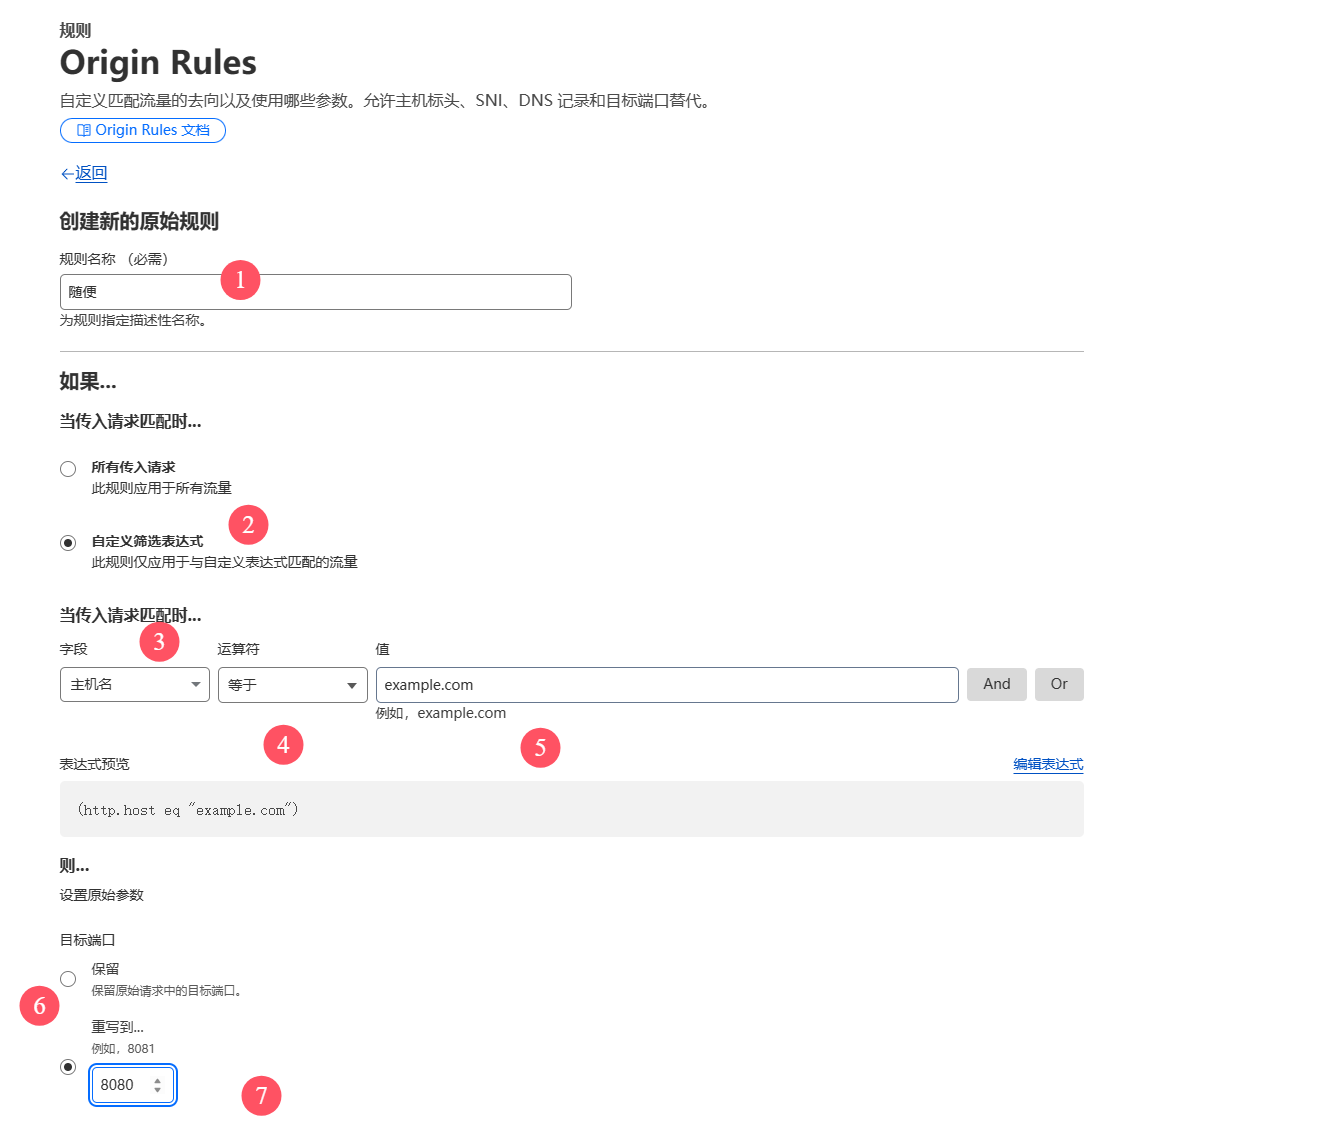 规则
Origin Rules
自定义匹配流量的去向以及使用哪些参数。允许主机标头、SNI、DNS 记录和目标端口替代。
Origin Rules 文档
←返回
创建新的原始规则
规则名称 （必需）
1
随便
为规则指定描述性名称。
如果...
当传入请求匹配时...
所有传入请求
此规则应用于所有流量
2
自定义筛选表达式
此规则仅应用于与自定义表达式匹配的流量
当传入请求匹配时...
3
字段 运算符 值
主机名 等于 example.com And Or
例如，example.com
4 5
表达式预览 编辑表达式
(http.host eq "example.com")
则...
设置原始参数
目标端口
保留
保留原始请求中的目标端口。
6
重写到...
例如，8081
8080
7